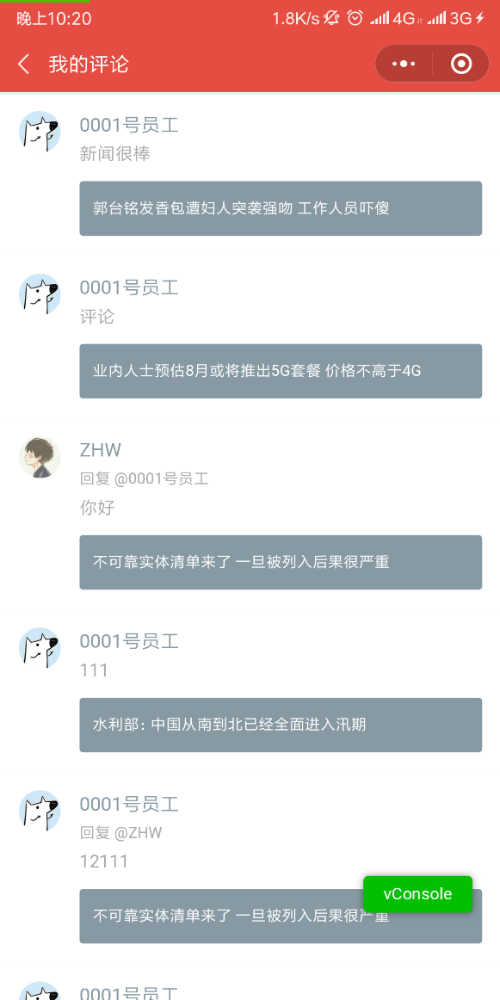 晚上10:20
1.8K/s
4G
3G
我的评论
0001号员工
新闻很棒
郭台铭发香包遭妇人突袭强吻 工作人员吓傻
0001号员工
评论
业内人士预估8月或将推出5G套餐 价格不高于4G
ZHW
回复 @0001号员工
你好
不可靠实体清单来了 一旦被列入后果很严重
0001号员工
111
水利部：中国从南到北已经全面进入汛期
0001号员工
回复 @ZHW
12111
vConsole
不可靠实体清单来了 一旦被列入后果很严重
0001号员工